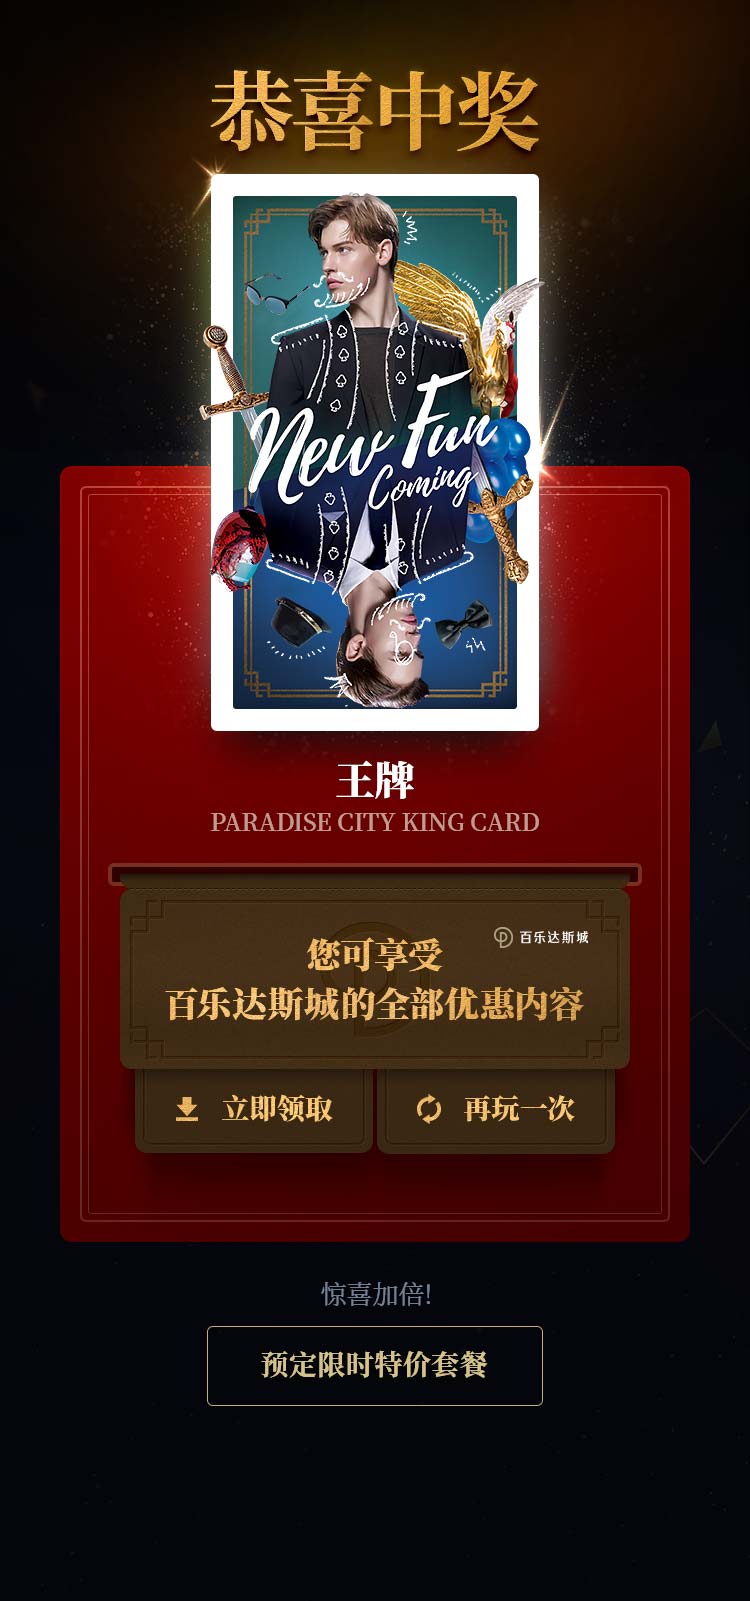 恭喜中奖
New Fun
Coming
王牌
PARADISE CITY KING CARD
百乐达斯城
您可享受
百乐达斯城的全部优惠内容
立即领取
再玩一次
惊喜加倍!
预定限时特价套餐